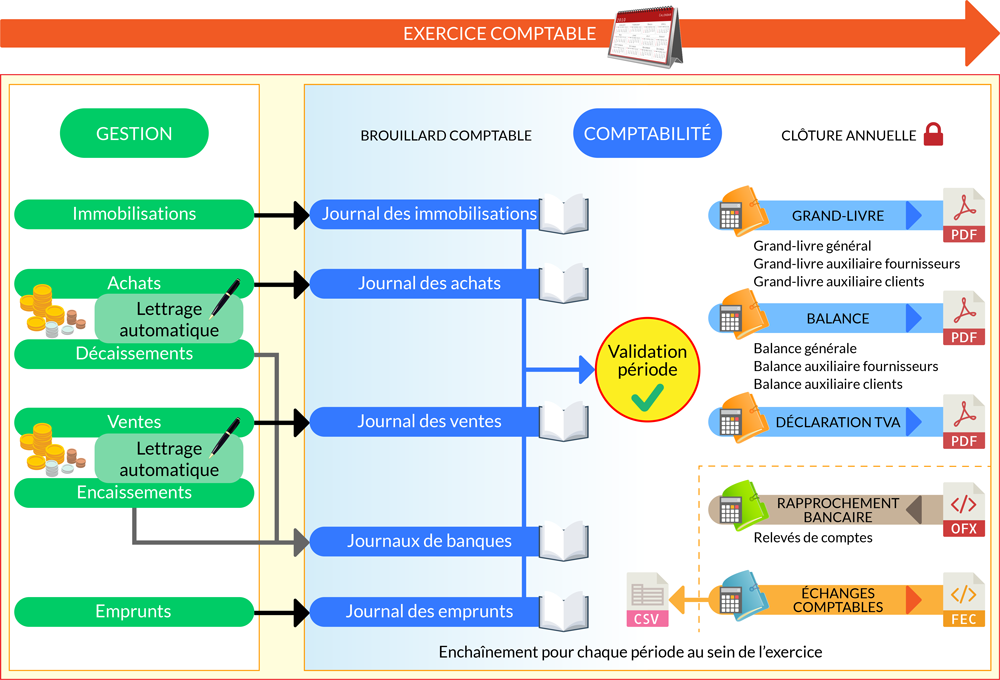 EXERCICE COMPTABLE
GESTION
BROUILLARD COMPTABLE
COMPTABILITÉ
CLÔTURE ANNUELLE
Immobilisations
Journal des immobilisations
GRAND-LIVRE
PDF
Grand-livre général
Grand-livre auxiliaire fournisseurs
Grand-livre auxiliaire clients
Achats
Lettrage
automatique
Décaissements
Journal des achats
BALANCE
PDF
Balance générale
Balance auxiliaire fournisseurs
Balance auxiliaire clients
Validation
période
Ventes
Lettrage
automatique
Encaissements
Journal des ventes
DÉCLARATION TVA
PDF
RAPPROCHEMENT
BANCAIRE
OFX
Relevés de comptes
Journaux de banques
Emprunts
Journal des emprunts
CSV
ÉCHANGES
COMPTABLES
FEC
Enchaînement pour chaque période au sein de l’exercice